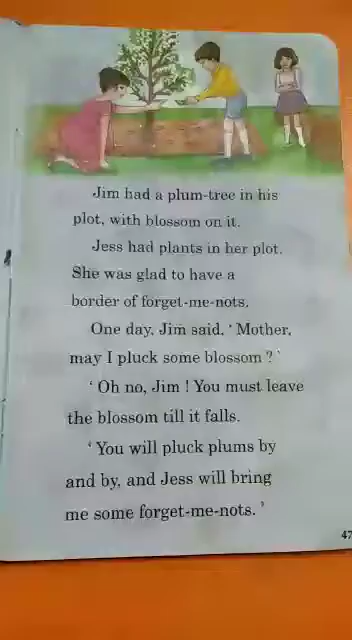 Jim had a plum-tree in his
plot, with blossom on it.
Jess had plants in her plot.
She was glad to have a
border of forget-me-nots.
One day, Jim said, ‘ Mother,
may I pluck some blossom ? ’
‘ Oh no, Jim ! You must leave
the blossom till it falls.
‘ You will pluck plums by
and by, and Jess will bring
me some forget-me-nots. ’
47